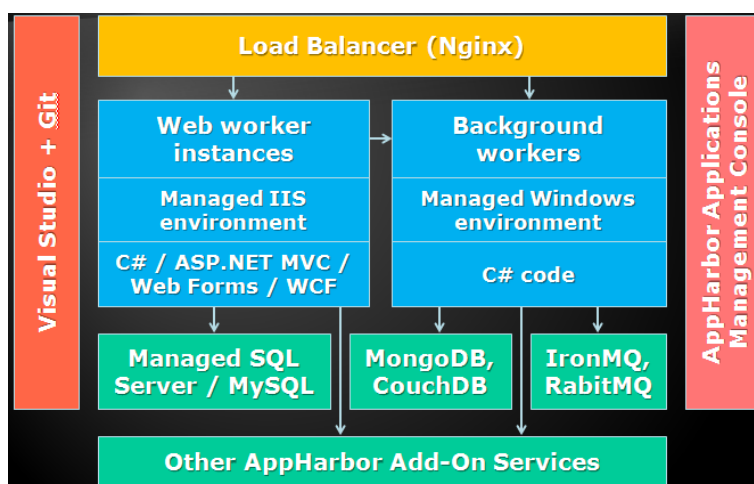 Visual Studio + Git
Load Balancer (Nginx)
Web worker
instances
Managed IIS
environment
C# / ASP.NET MVC /
Web Forms / WCF
Background
workers
Managed Windows
environment
C# code
Managed SQL
Server / MySQL
MongoDB,
CouchDB
IronMQ,
RabitMQ
Other AppHarbor Add-On Services
AppHarbor Applications
Management Console